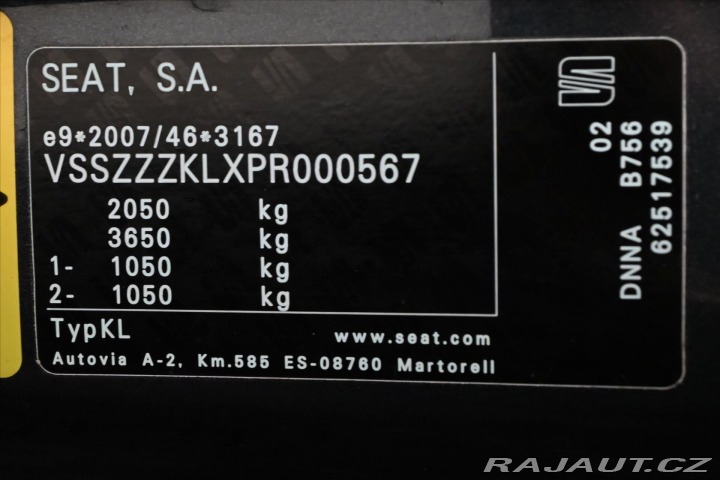 SEAT, S.A.
e9*2007/46*3167
VSSZZZKLXPR000567
2050 kg
3650 kg
1- 1050 kg
2- 1050 kg
TypKL
www.seat.com
Autovia A-2, Km.585 ES-08760 Martorell
02
DNNA B756
62517539
RAJAUT.CZ